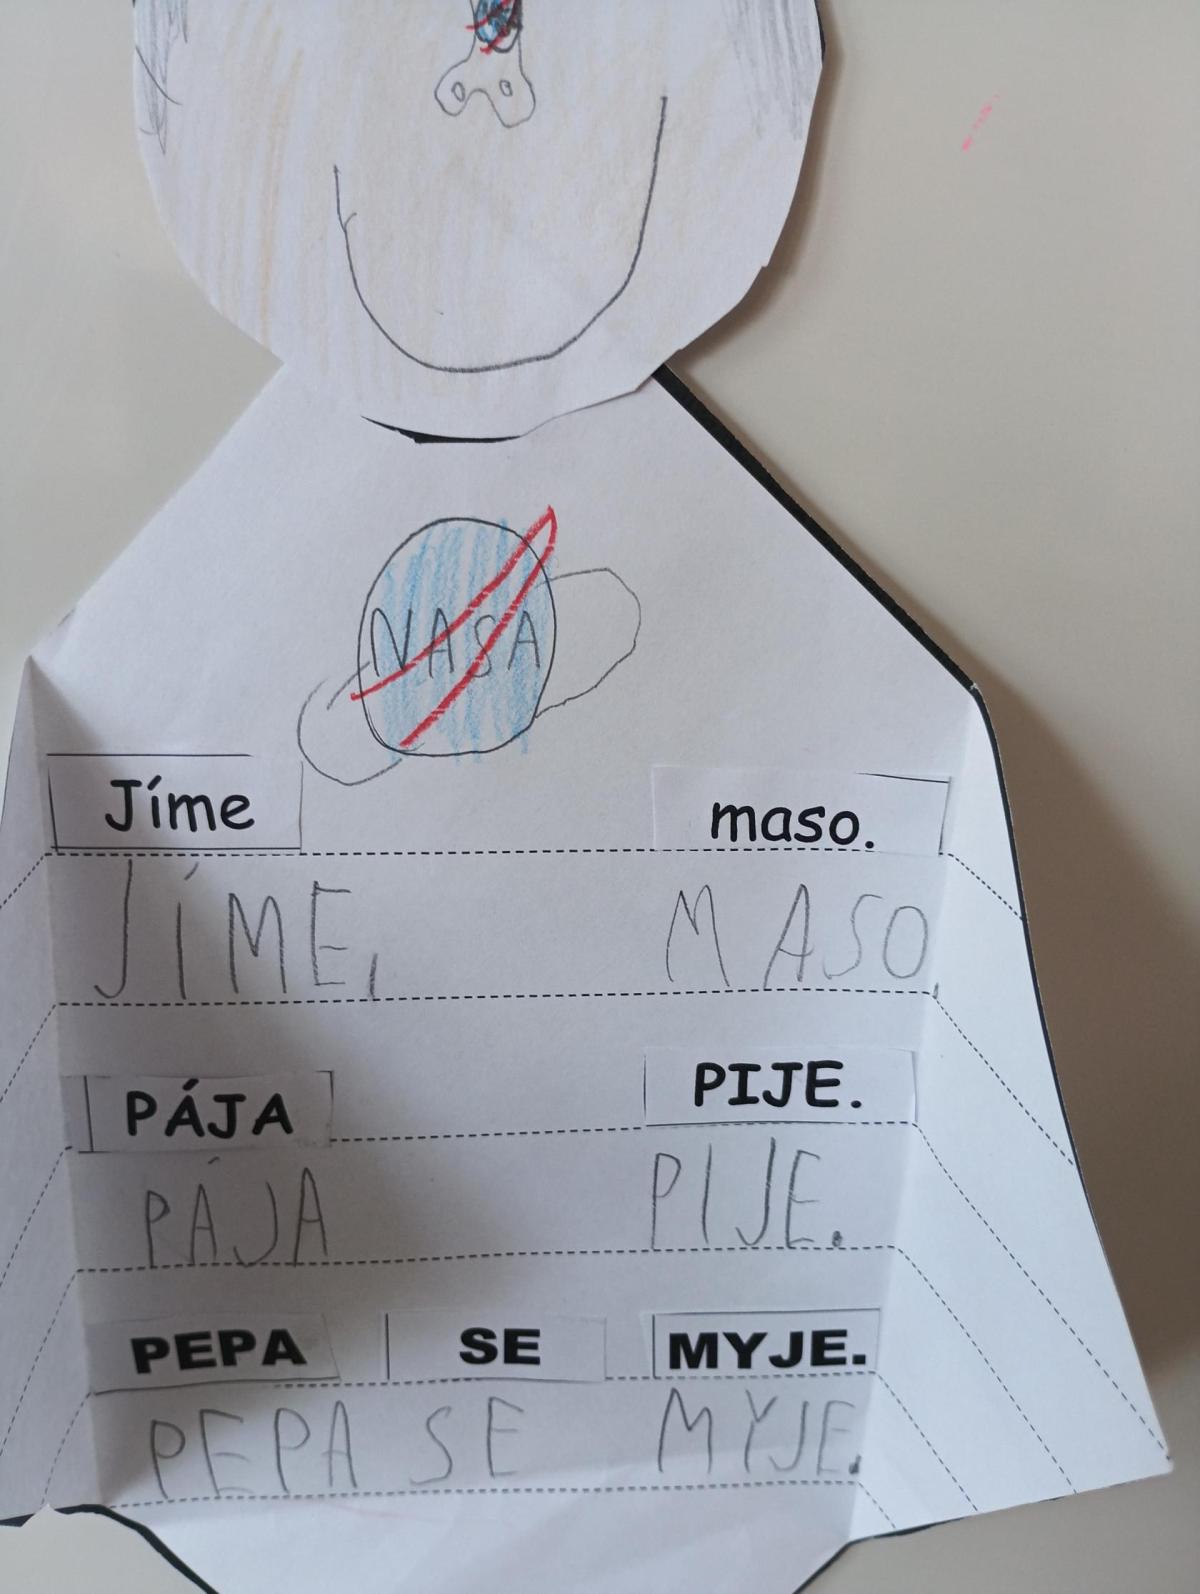 NASA
Jíme maso.
JÍME, MASO.
PÁJA PIJE.
PÁJA PIJE.
PEPA SE MYJE.
PEPA SE MYJE.